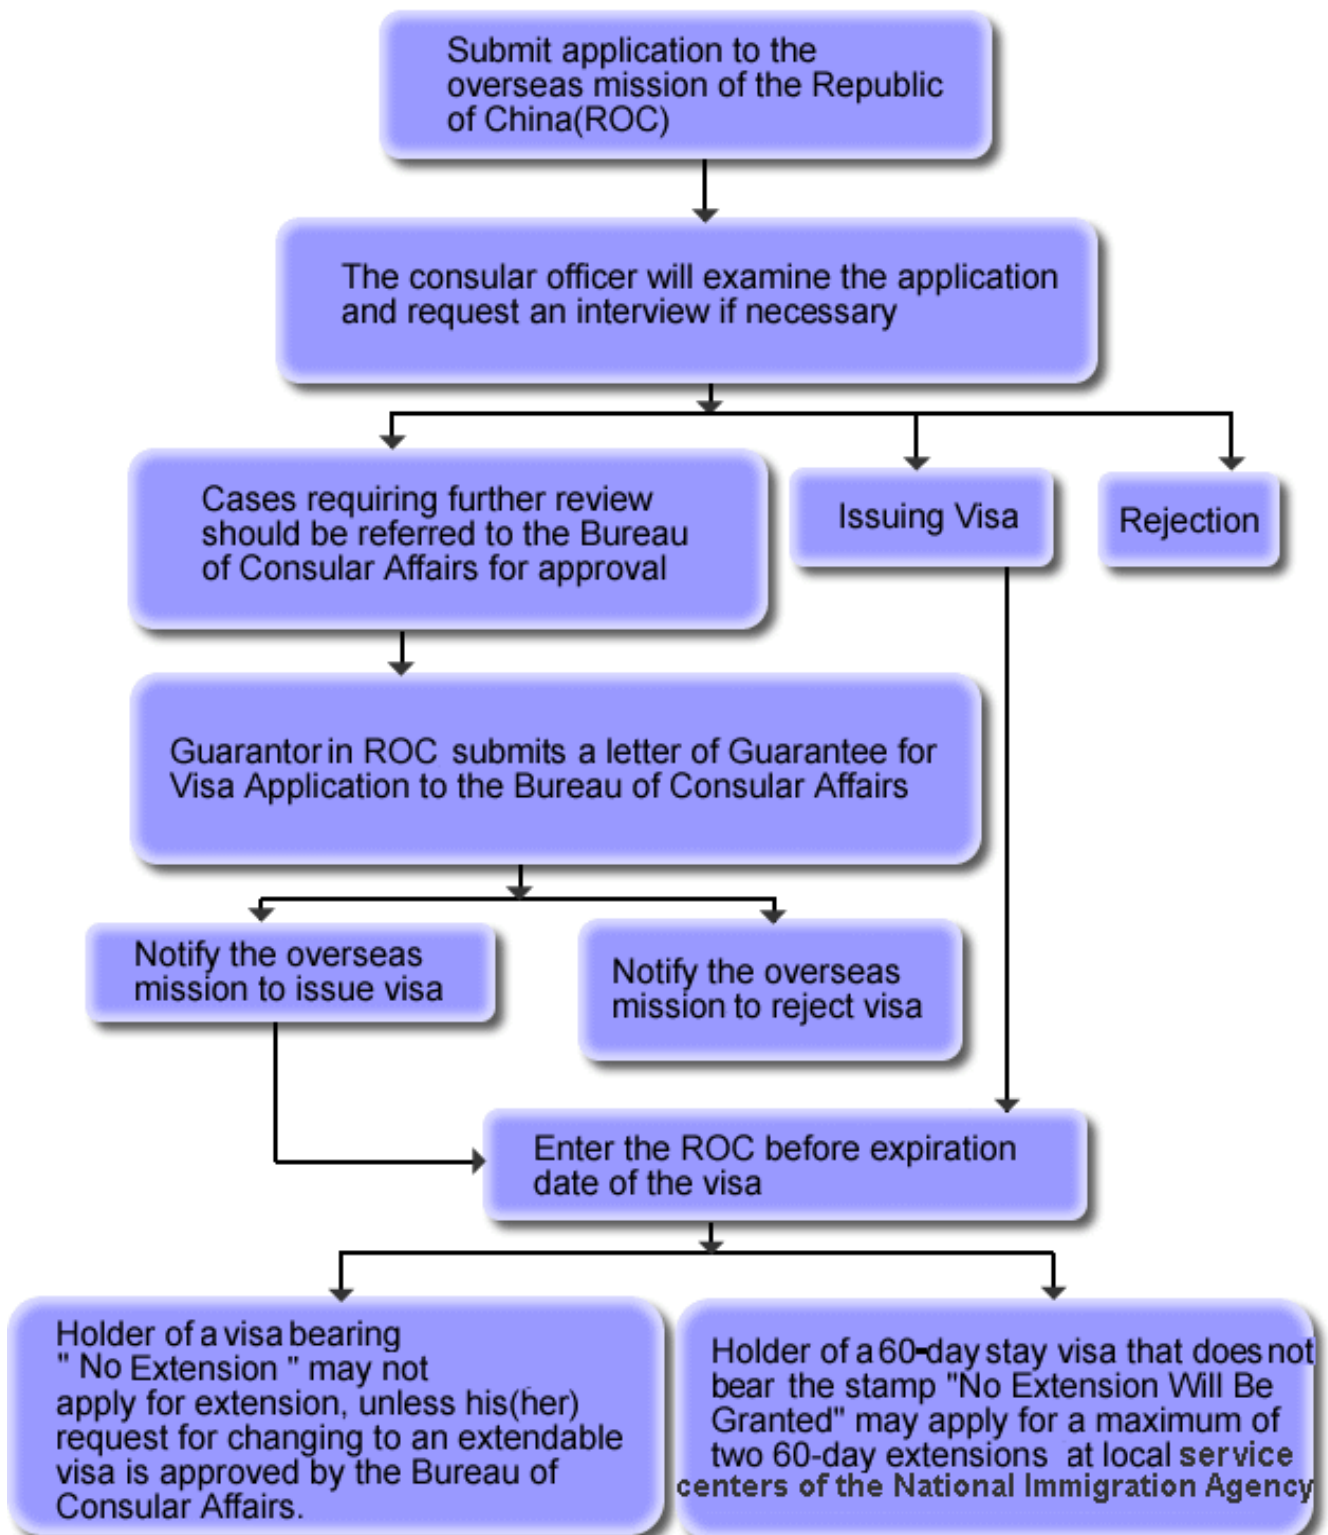 Submit application to the
overseas mission of the Republic
of China(ROC)
The consular officer will examine the application
and request an interview if necessary
Cases requiring further review
should be referred to the Bureau
of Consular Affairs for approval
Issuing Visa
Rejection
Guarantor in ROC submits a letter of Guarantee for
Visa Application to the Bureau of Consular Affairs
Notify the overseas
mission to issue visa
Notify the overseas
mission to reject visa
Enter the ROC before expiration
date of the visa
Holder of a visa bearing
" No Extension " may not
apply for extension, unless his(her)
request for changing to an extendable
visa is approved by the Bureau of
Consular Affairs.
Holder of a 60-day stay visa that does not
bear the stamp "No Extension Will Be
Granted" may apply for a maximum of
two 60-day extensions at local service
centers of the National Immigration Agency